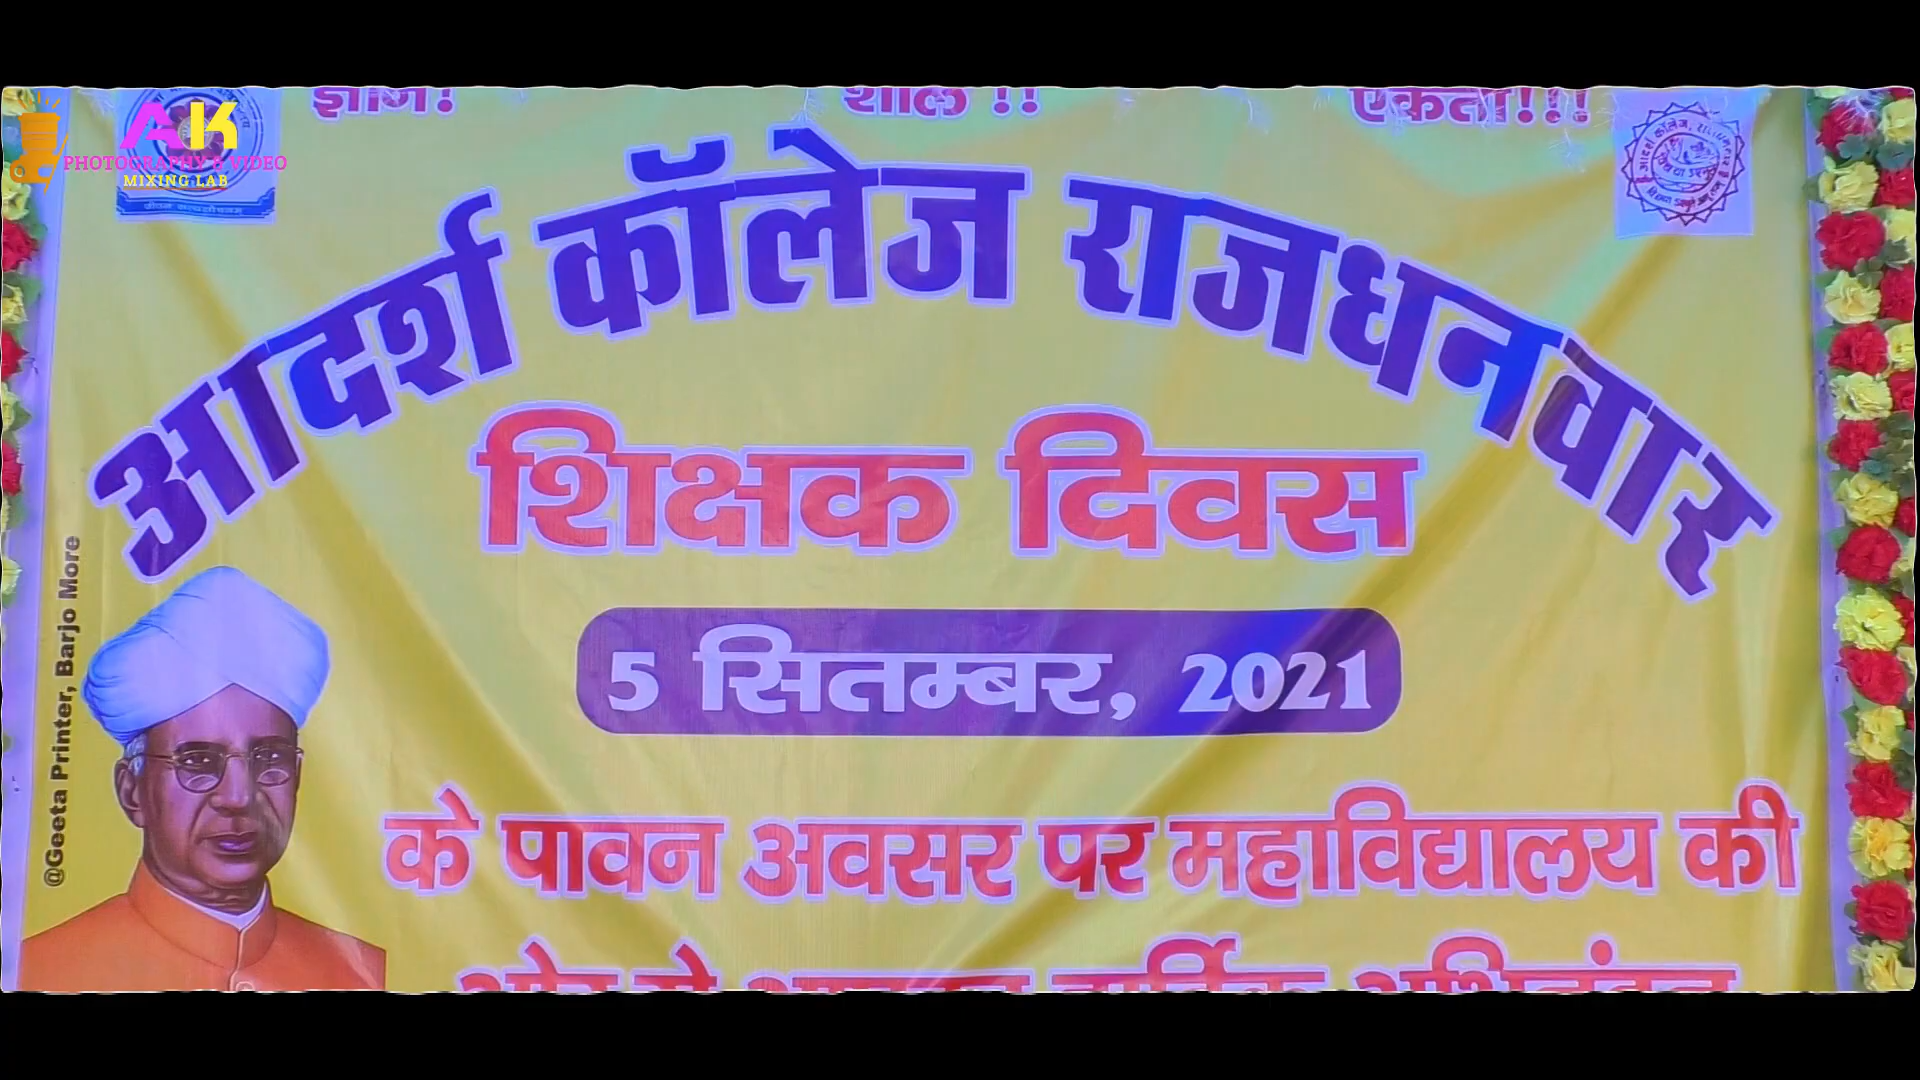 ज्ञान! शील !! एकता!!!
AK
PHOTOGRAPHY & VIDEO
MIXING LAB
आदर्श कॉलेज राजधनवार
शिक्षक दिवस
5 सितम्बर, 2021
@Geeta Printer, Barjo More
के पावन अवसर पर महाविद्यालय की